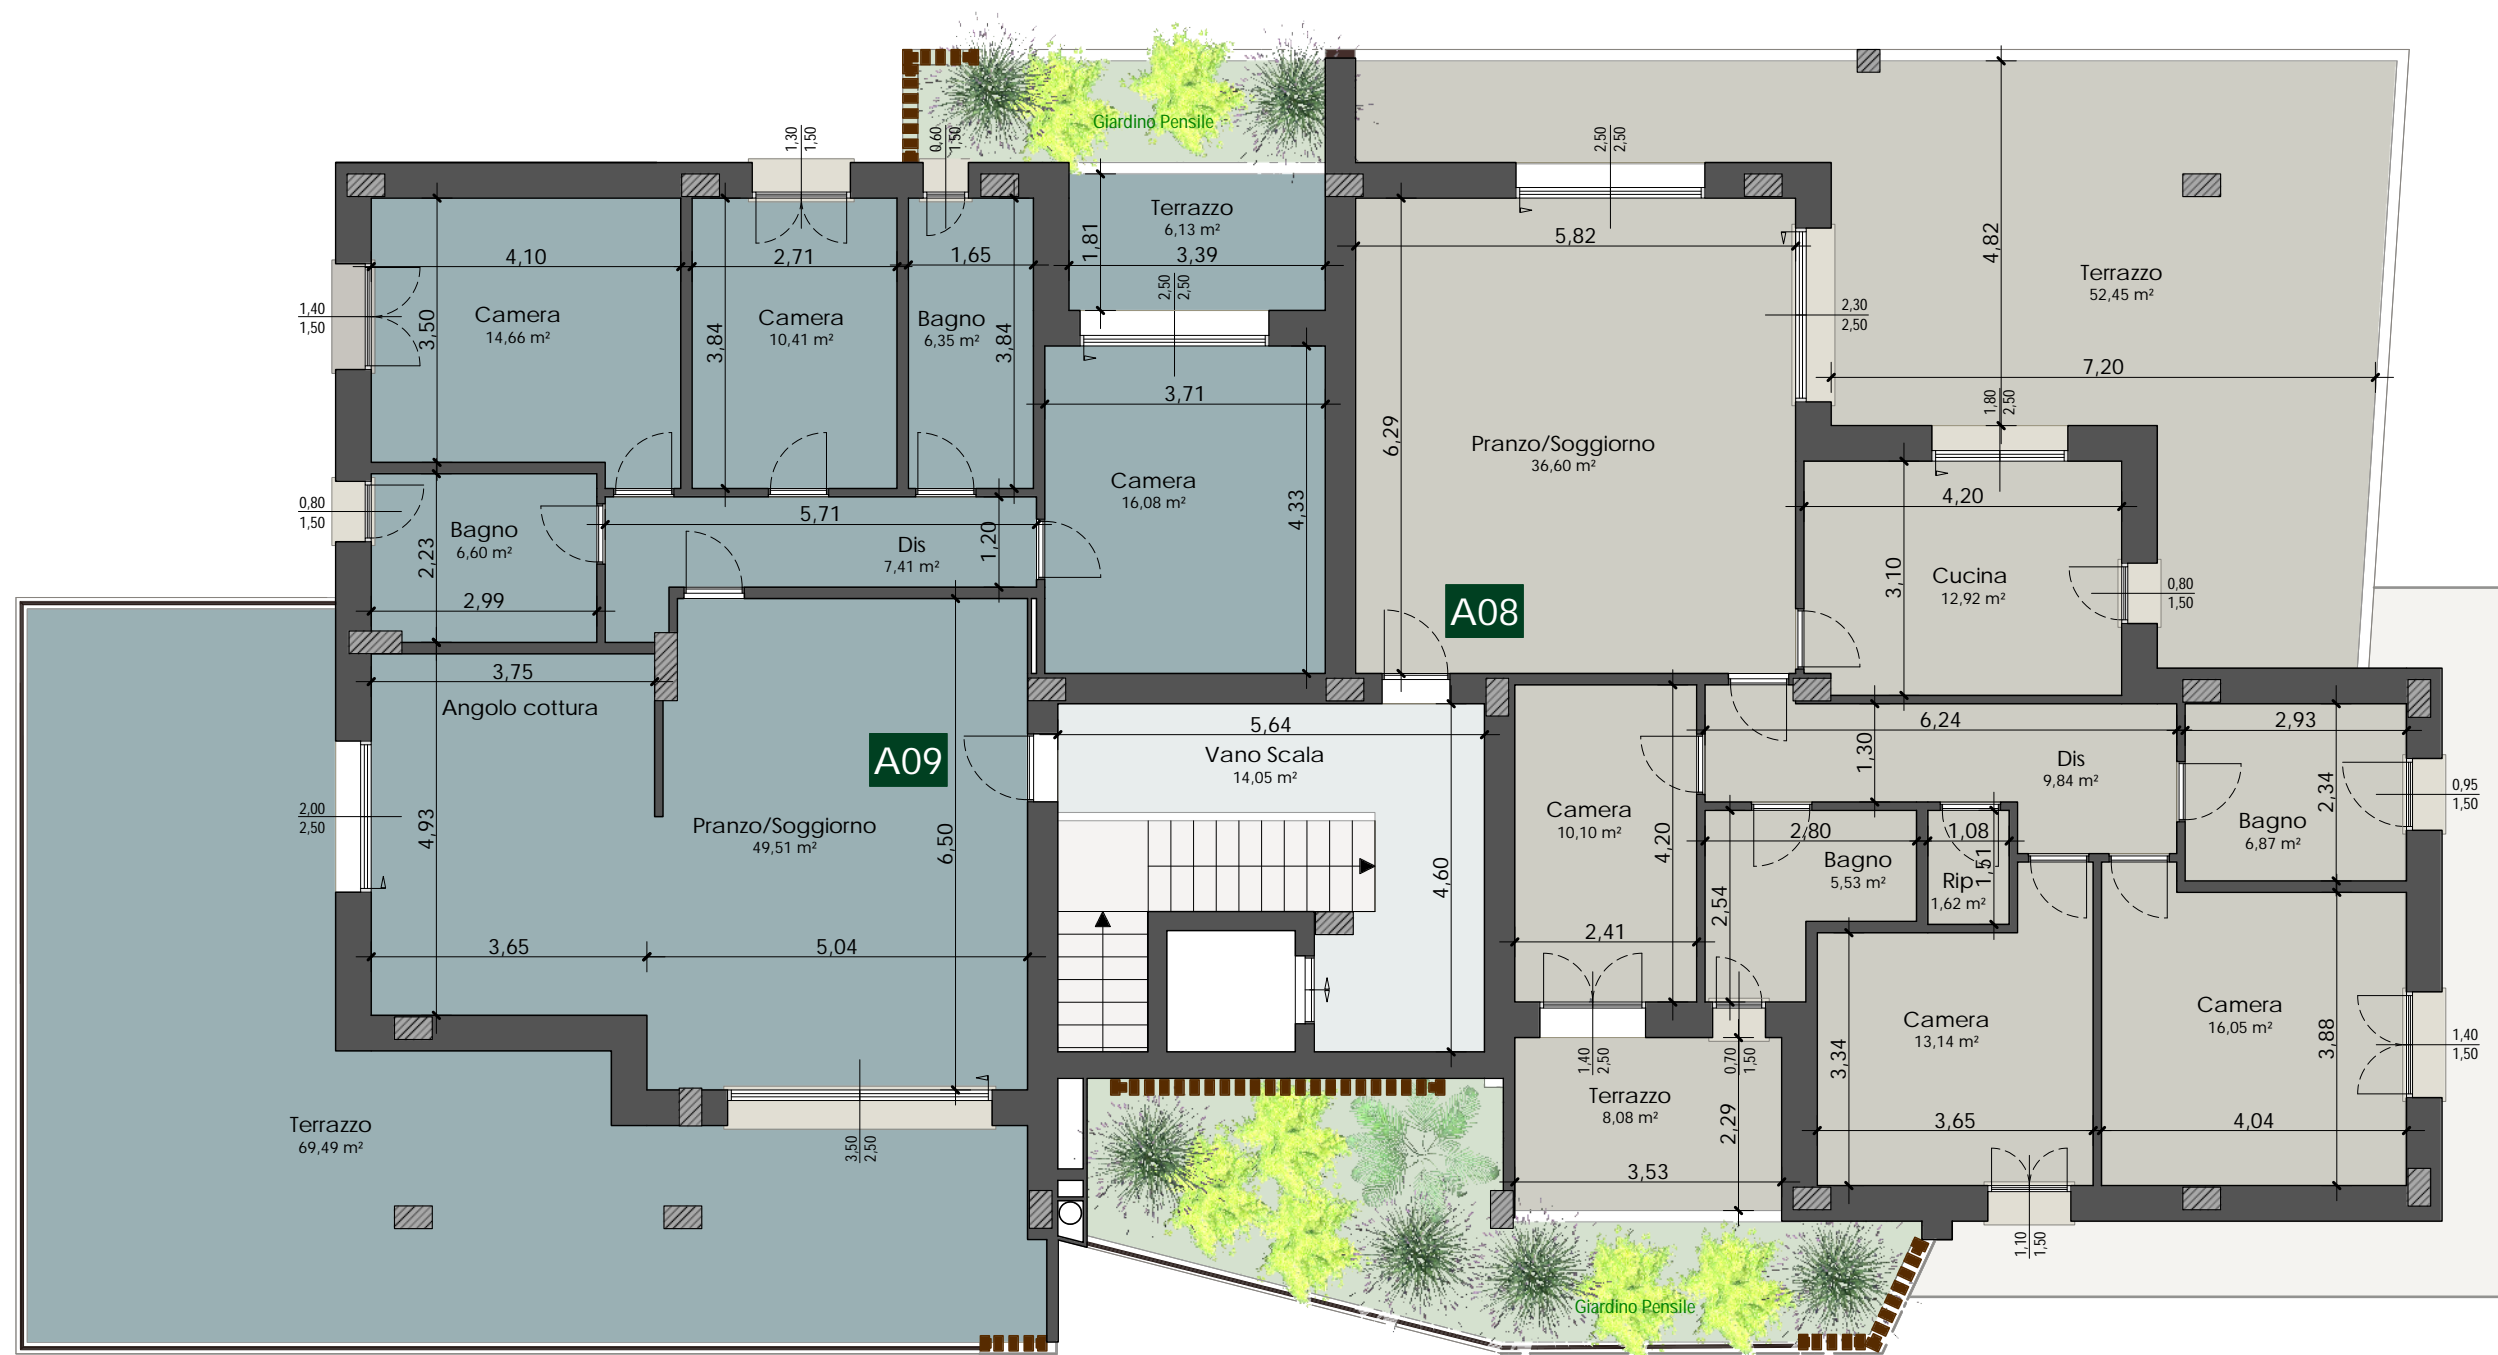 Giardino Pensile
1,30
1,50
0,60
1,50
2,50
2,50
4,82
Terrazzo
6,13 m²
1,81
3,39
2,50
2,50
5,82
Terrazzo
52,45 m²
2,30
2,50
7,20
4,10
2,71
1,65
1,40
1,50
3,50
Camera
14,66 m²
3,84
Camera
10,41 m²
Bagno
6,35 m²
3,84
3,71
1,80
2,50
6,29
Pranzo/Soggiorno
36,60 m²
Camera
16,08 m²
4,33
4,20
0,80
1,50
Bagno
6,60 m²
2,23
2,99
5,71
Dis
7,41 m²
1,20
3,10
Cucina
12,92 m²
0,80
1,50
A08
3,75
Angolo cottura
A09
5,64
Vano Scala
14,05 m²
6,24
2,93
1,30
Dis
9,84 m²
2,34
0,95
1,50
2,00
2,50
4,93
Pranzo/Soggiorno
49,51 m²
6,50
4,60
Camera
10,10 m²
4,20
2,80
1,08
Bagno
5,53 m²
1,51
Rip
1,62 m²
Bagno
6,87 m²
2,54
3,65
5,04
2,41
Camera
13,14 m²
3,34
Camera
16,05 m²
3,88
1,40
1,50
1,40
2,50
0,70
1,50
Terrazzo
8,08 m²
2,29
3,53
3,65
4,04
Terrazzo
69,49 m²
3,50
2,50
1,10
1,50
Giardino Pensile